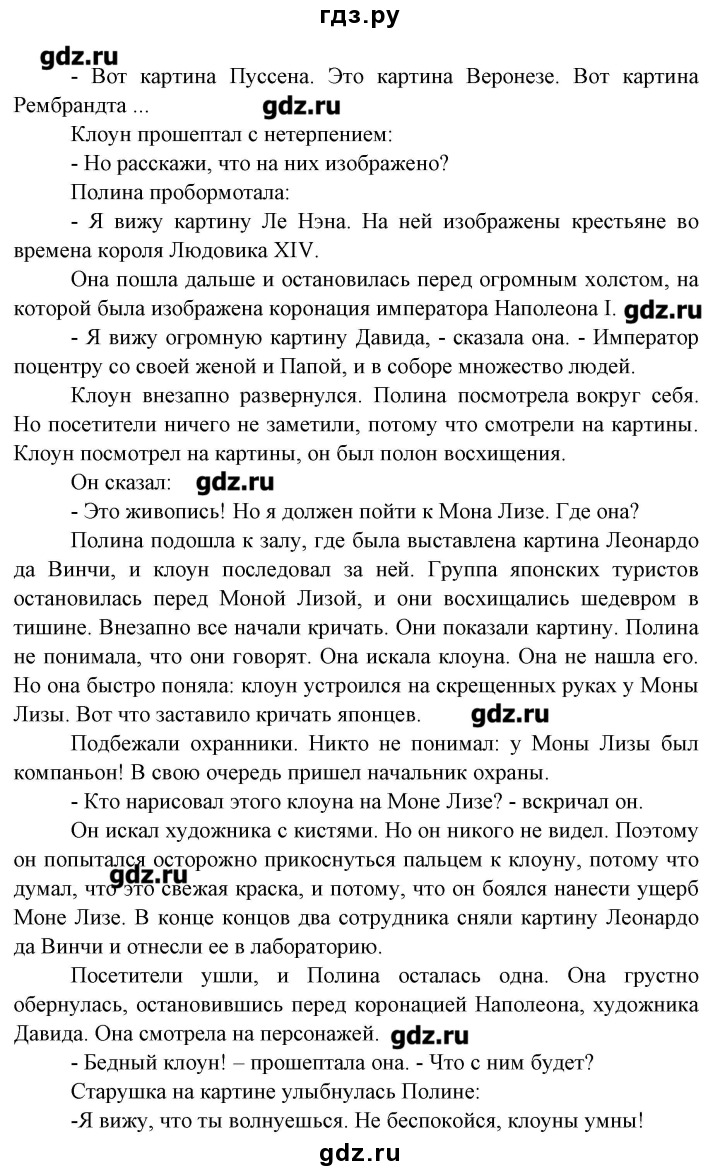 гдз.ру
gdz.ru
- Вот картина Пуссена. Это картина Веронезе. Вот картина
Рембрандта ...
gdz.ru
Клоун прошептал с нетерпением:
- Но расскажи, что на них изображено?
Полина пробормотала:
- Я вижу картину Ле Нэна. На ней изображены крестьяне во
времена короля Людовика XIV.
Она пошла дальше и остановилась перед огромным холстом, на
которой была изображена коронация императора Наполеона I.
gdz.ru
- Я вижу огромную картину Давида, - сказала она. - Император
поцентру со своей женой и Папой, и в соборе множество людей.
Клоун внезапно развернулся. Полина посмотрела вокруг себя.
Но посетители ничего не заметили, потому что смотрели на картины.
Клоун посмотрел на картины, он был полон восхищения.
Он сказал:
gdz.ru
- Это живопись! Но я должен пойти к Мона Лизе. Где она?
Полина подошла к залу, где была выставлена картина Леонардо
да Винчи, и клоун последовал за ней. Группа японских туристов
остановилась перед Моной Лизой, и они восхищались шедевром в
тишине. Внезапно все начали кричать. Они показали картину. Полина
не понимала, что они говорят. Она искала клоуна. Она не нашла его.
Но она быстро поняла: клоун устроился на скрещенных руках у Моны
Лизы. Вот что заставило кричать японцев.
gdz.ru
Подбежали охранники. Никто не понимал: у Моны Лизы был
компаньон! В свою очередь пришел начальник охраны.
- Кто нарисовал этого клоуна на Моне Лизе? - вскричал он.
Он искал художника с кистями. Но он никого не видел. Поэтому
он попытался осторожно прикоснуться пальцем к клоуну, потому что
gdz.ru
думал, что это свежая краска, и потому, что он боялся нанести ущерб
Моне Лизе. В конце концов два сотрудника сняли картину Леонардо
да Винчи и отнесли ее в лабораторию.
Посетители ушли, и Полина осталась одна. Она грустно
обернулась, остановившись перед коронацией Наполеона, художника
Давида. Она смотрела на персонажей.
gdz.ru
- Бедный клоун! – прошептала она. - Что с ним будет?
Старушка на картине улыбнулась Полине:
-Я вижу, что ты волнуешься. Не беспокойся, клоуны умны!
gdz.ru